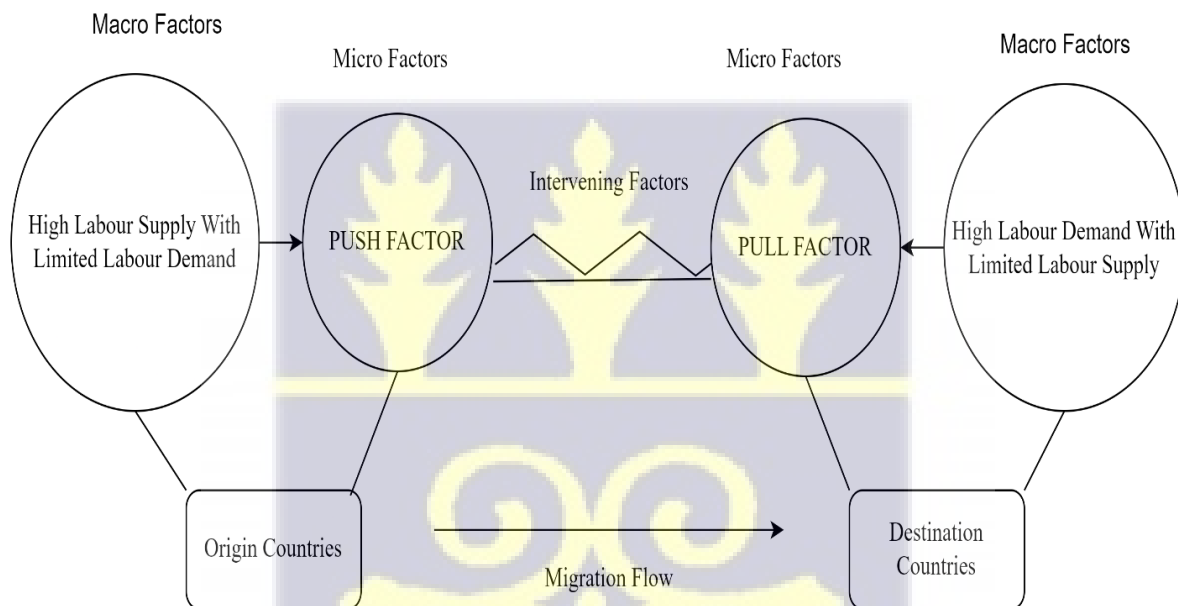 Macro Factors
Micro Factors
Micro Factors
Macro Factors
High Labour Supply With
Limited Labour Demand
PUSH FACTOR
Intervening Factors
PULL FACTOR
High Labour Demand With
Limited Labour Supply
Origin Countries
Migration Flow
Destination
Countries